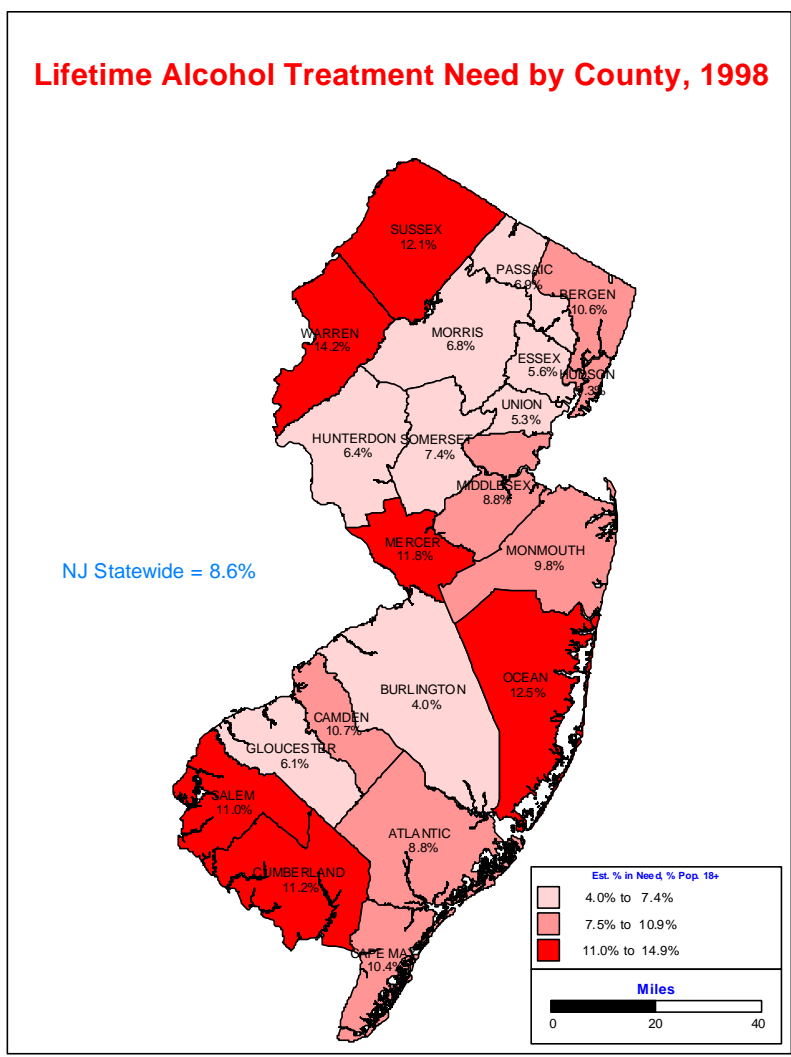 Lifetime Alcohol Treatment Need by County, 1998
SUSSEX
12.1%
PASSAIC
6.9%
BERGEN
10.6%
WARREN
14.2%
MORRIS
6.8%
ESSEX
5.6%
HUDSON
UNION
5.3%
HUNTERDON
6.4%
SOMERSET
7.4%
MIDDLESEX
8.8%
MERCER
11.8%
MONMOUTH
9.8%
NJ Statewide = 8.6%
OCEAN
12.5%
BURLINGTON
4.0%
CAMDEN
10.7%
GLOUCESTER
6.1%
SALEM
11.0%
ATLANTIC
8.8%
CUMBERLAND
11.2%
CAPE MAY
10.4%
Est. % in Need, % Pop. 18+
4.0% to 7.4%
7.5% to 10.9%
11.0% to 14.9%
Miles
0 20 40